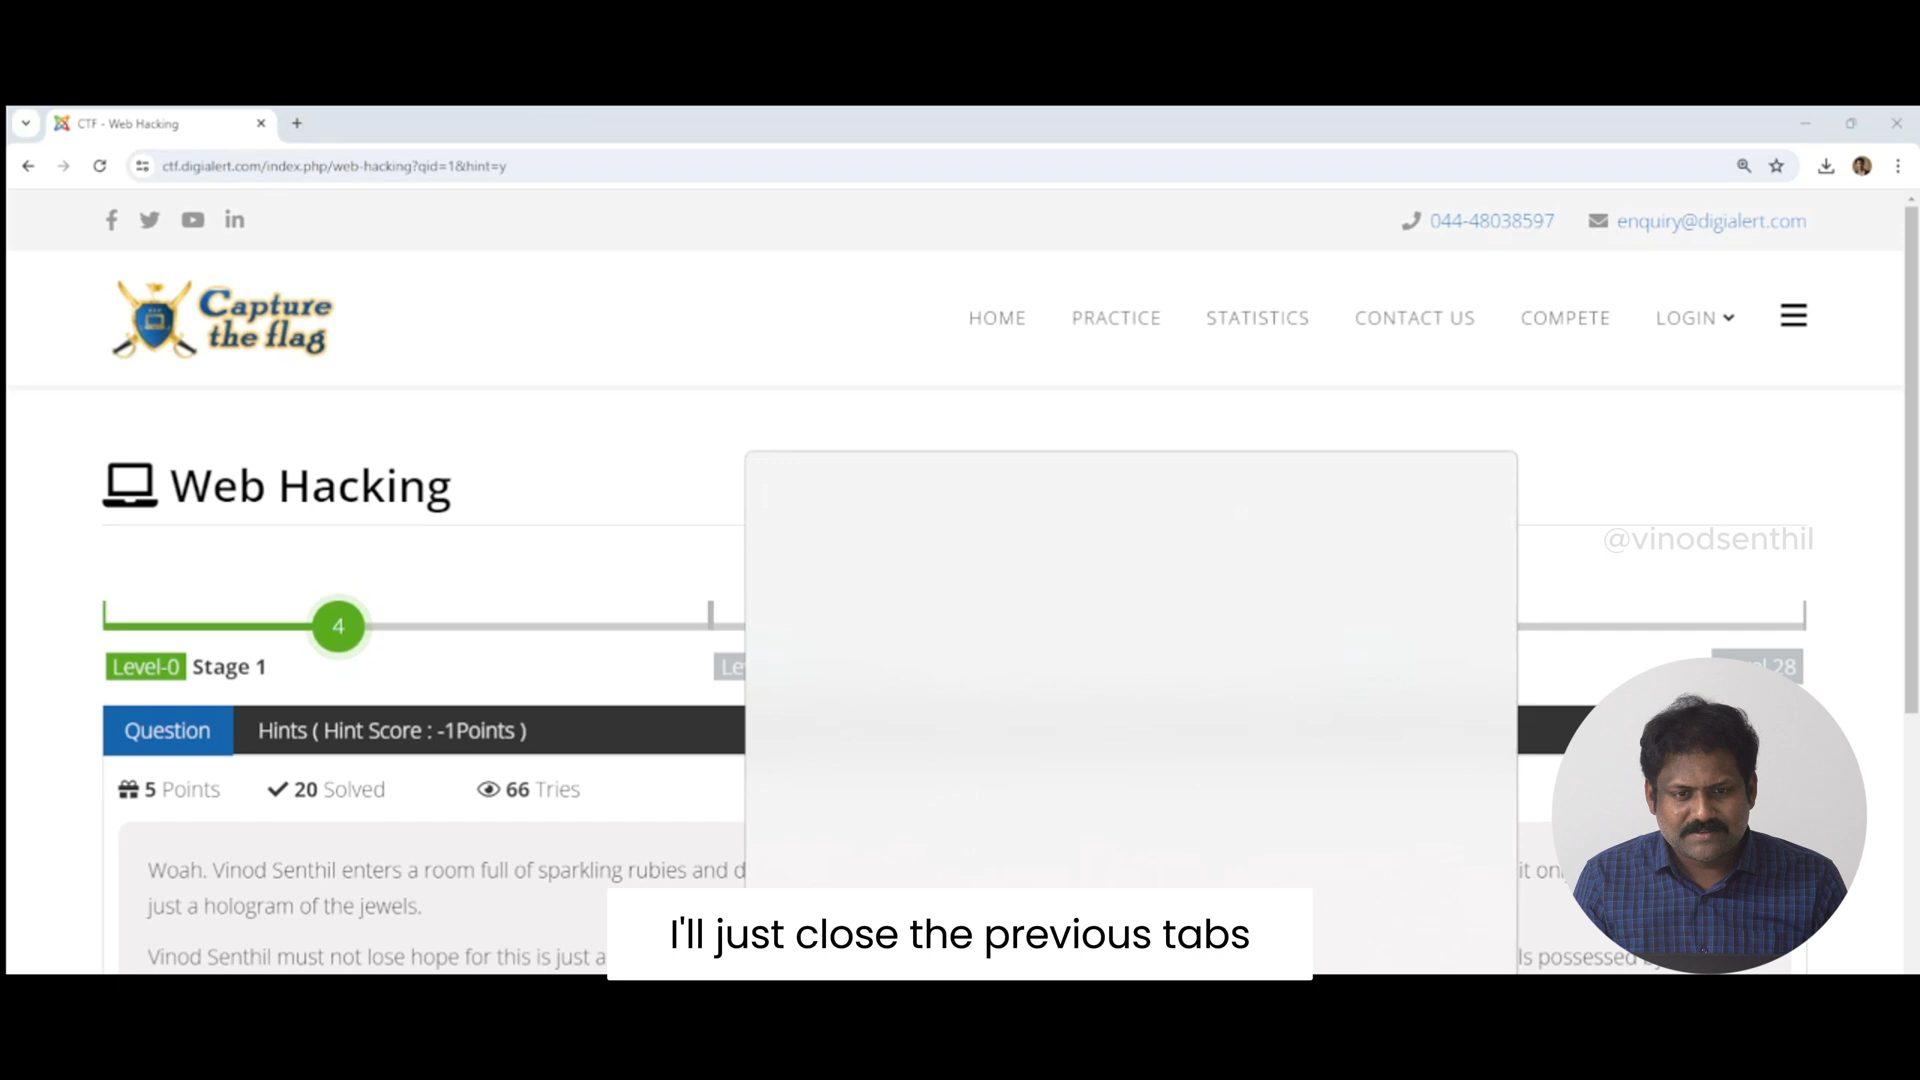 CTF - Web Hacking
ctf.digialert.com/index.php/web-hacking?qid=1&hint=y
044-48038597 enquiry@digialert.com
Capture
the flag
HOME PRACTICE STATISTICS CONTACT US COMPETE LOGIN
Web Hacking
@vinodsenthil
4
Level-0 Stage 1
Question Hints ( Hint Score : -1Points )
5 Points 20 Solved 66 Tries
Woah. Vinod Senthil enters a room full of sparkling rubies and
just a hologram of the jewels.
Vinod Senthil must not lose hope for this is just a
possessed
I'll just close the previous tabs